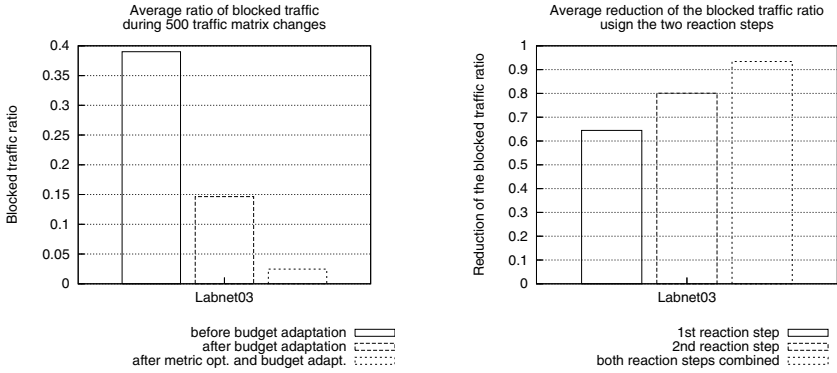 Average ratio of blocked traffic
during 500 traffic matrix changes
0.4
0.35
0.3
0.25
0.2
0.15
0.1
0.05
0
Blocked traffic ratio
Labnet03
before budget adaptation
after budget adaptation
after metric opt. and budget adapt.
Average reduction of the blocked traffic ratio
usign the two reaction steps
1
0.9
0.8
0.7
0.6
0.5
0.4
0.3
0.2
0.1
0
Reduction of the blocked traffic ratio
Labnet03
1st reaction step
2nd reaction step
both reaction steps combined